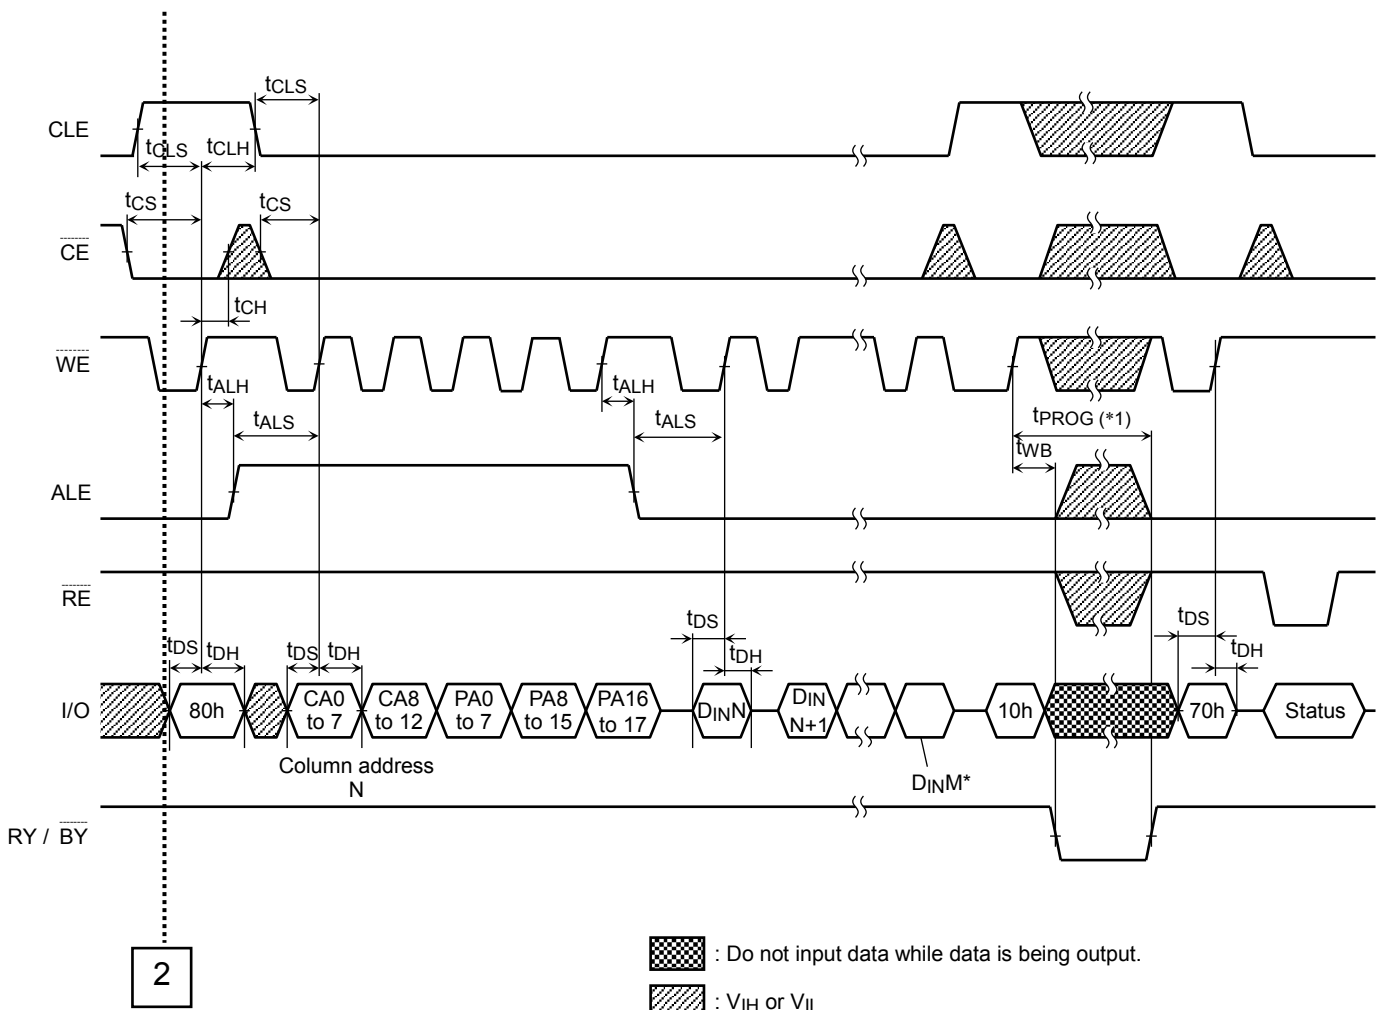 tCLS
CLE
tCLS tCLH
tCS tCS
CE
tCH
WE
tALH tALH
tALS tALS tPROG (*1)
tWB
ALE
RE
tDS tDS
tDS tDH tDS tDH tDH tDH
I/O 80h CA0 to 7 CA8 to 12 PA0 to 7 PA8 to 15 PA16 to 17 DINN DIN N+1 10h 70h Status
Column address
N
DINM*
RY / BY
2
: Do not input data while data is being output.
: VIH or VIL